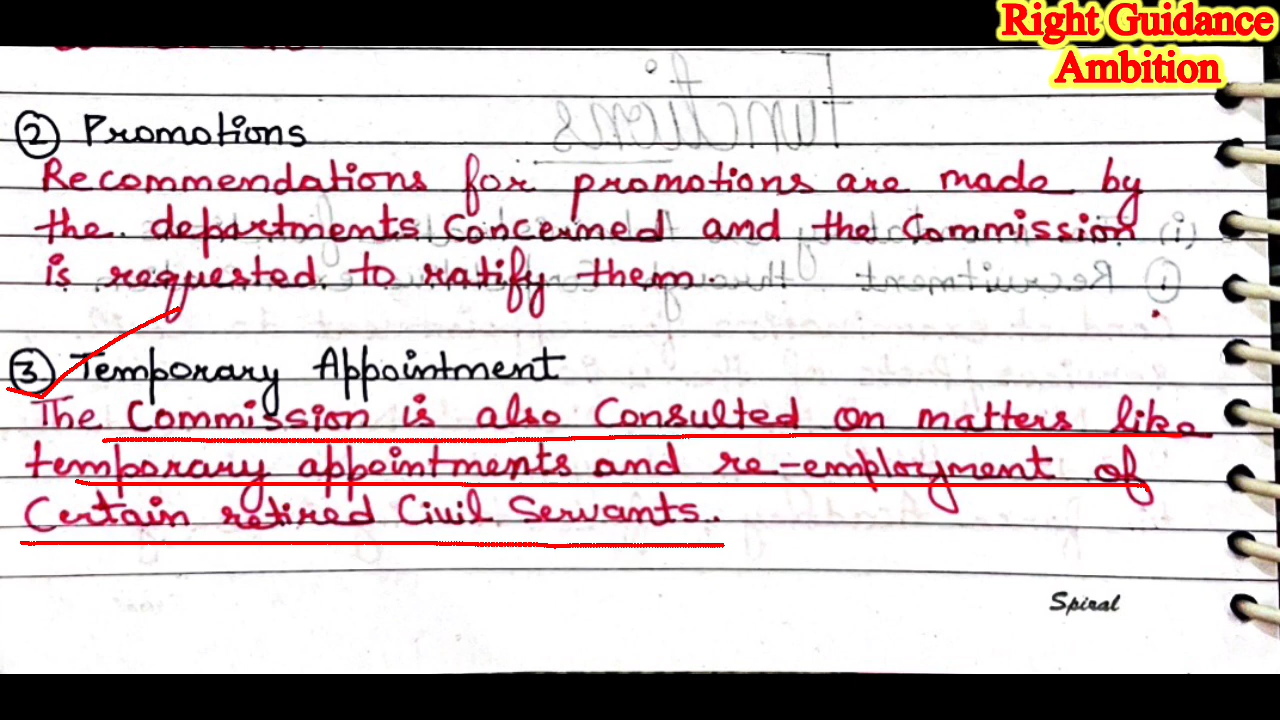 Right Guidance
Ambition
② Promotions
Recommendations for promotions are made by
the departments concerned and the Commission
is requested to ratify them.
③ Temporary Appointment
The Commission is also consulted on matters like
temporary appointments and re-employment of
Certain retired Civil Servants.
Spiral